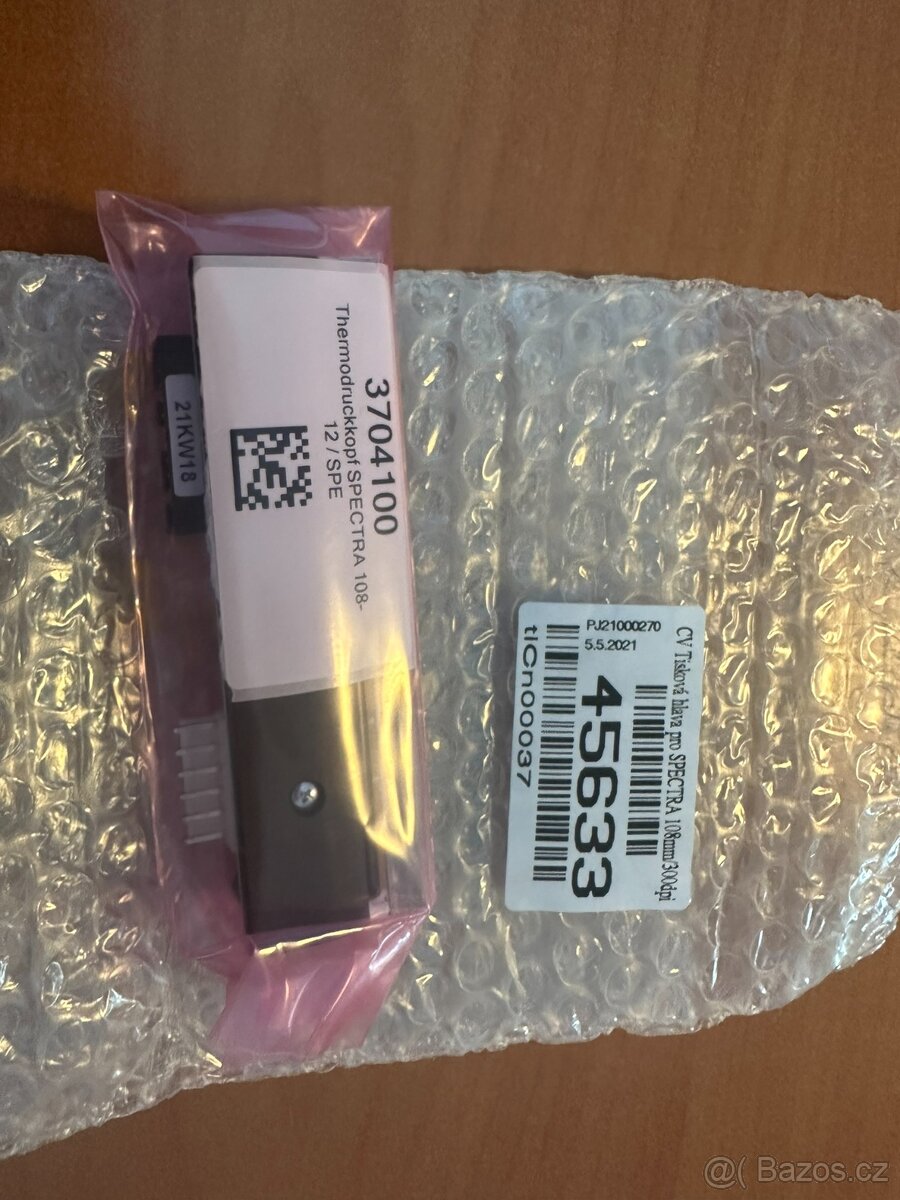 3704100
Thermodruckkopf SPECTRA 108-
12 / SPE
21KW18
CV Tisková hlava pro SPECTRA 108mm/300dpi
45633
PJ21000270
5.5.2021
tlCn00037
@( Bazos.cz